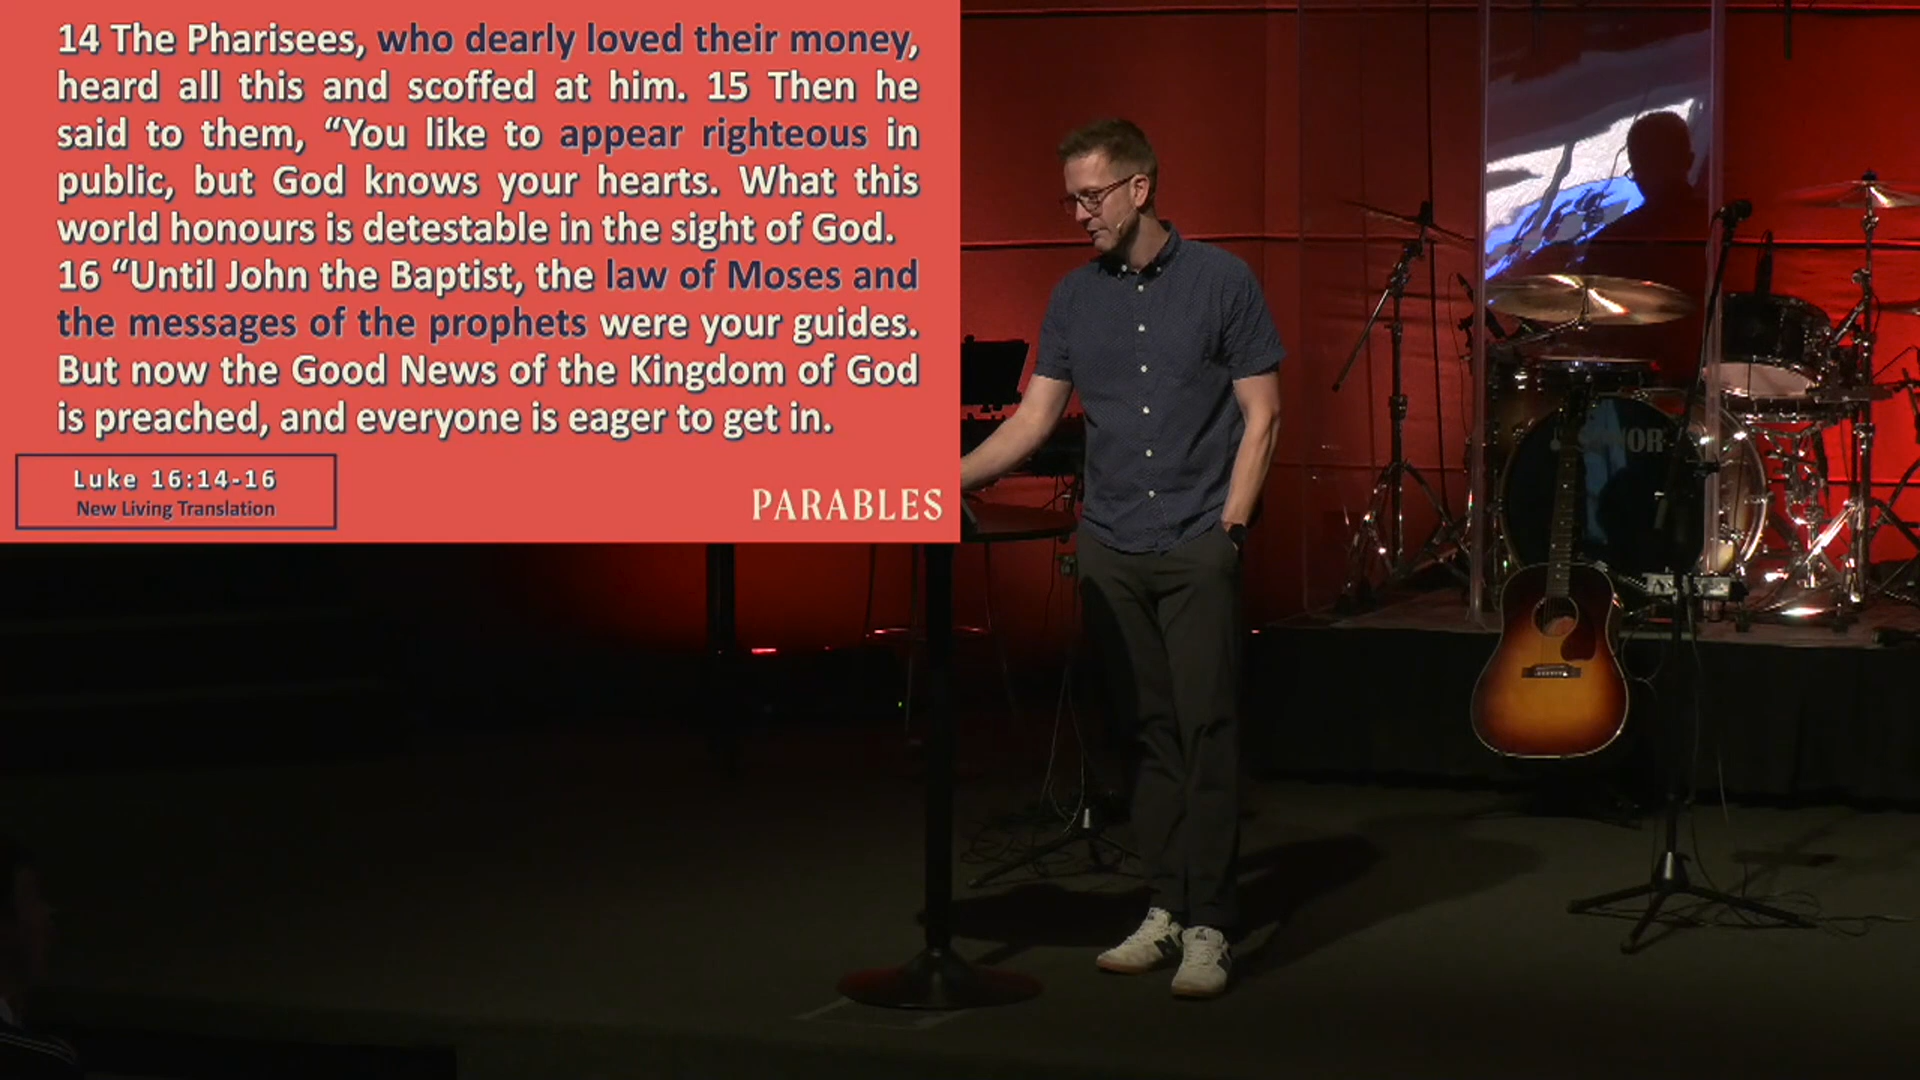 14 The Pharisees, who dearly loved their money,
heard all this and scoffed at him. 15 Then he
said to them, “You like to appear righteous in
public, but God knows your hearts. What this
world honours is detestable in the sight of God.
16 “Until John the Baptist, the law of Moses and
the messages of the prophets were your guides.
But now the Good News of the Kingdom of God
is preached, and everyone is eager to get in.
Luke 16:14-16
New Living Translation
PARABLES